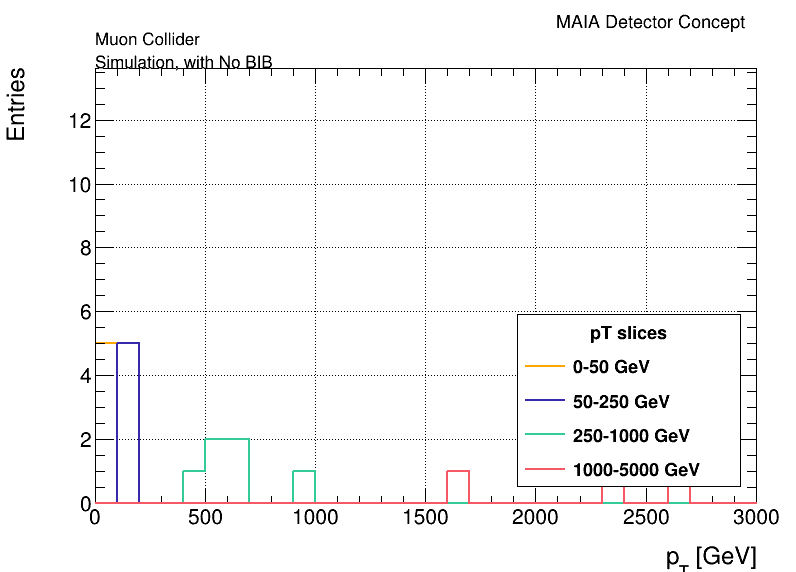 MAIA Detector Concept
Muon Collider
Simulation, with No BIB
Entries
12
10
8
6
4
2
0
pT slices
0-50 GeV
50-250 GeV
250-1000 GeV
1000-5000 GeV
0 500 1000 1500 2000 2500 3000
p_T [GeV]